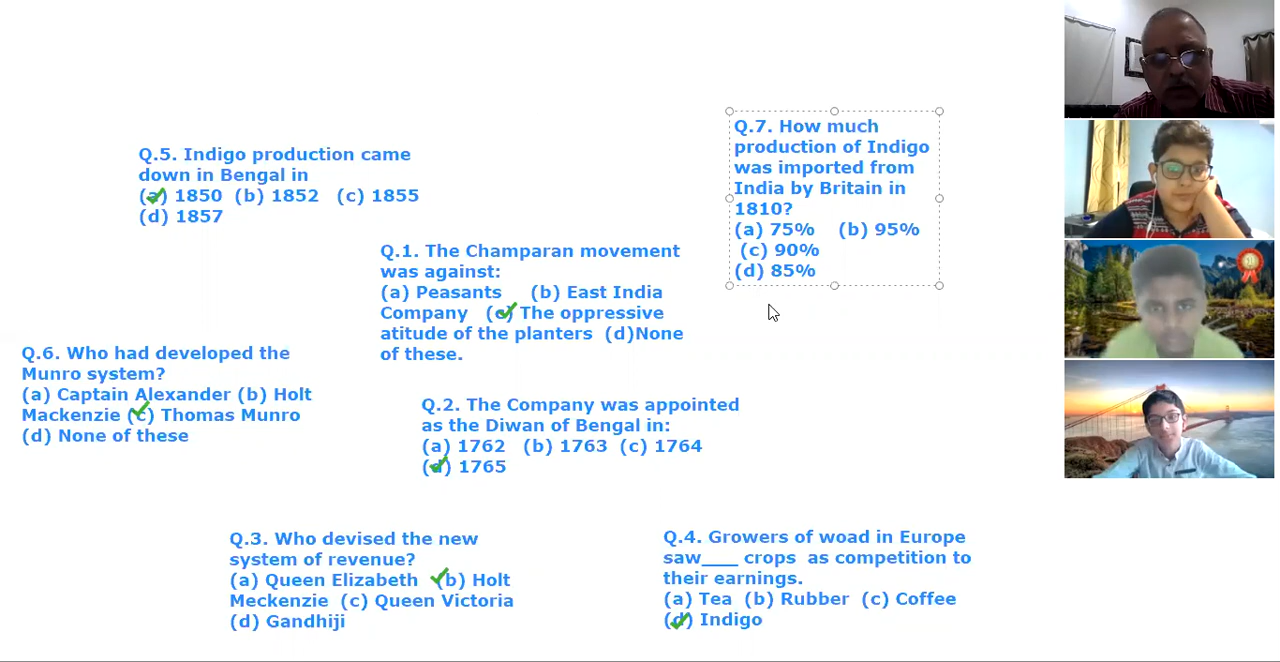 Q.5. Indigo production came
down in Bengal in
(a) 1850 (b) 1852 (c) 1855
(d) 1857
Q.7. How much
production of Indigo
was imported from
India by Britain in
1810?
(a) 75% (b) 95%
(c) 90%
(d) 85%
Q.1. The Champaran movement
was against:
(a) Peasants (b) East India
Company (c) The oppressive
atitude of the planters (d)None
of these.
Q.6. Who had developed the
Munro system?
(a) Captain Alexander (b) Holt
Mackenzie (c) Thomas Munro
(d) None of these
Q.2. The Company was appointed
as the Diwan of Bengal in:
(a) 1762 (b) 1763 (c) 1764
(d) 1765
Q.3. Who devised the new
system of revenue?
(a) Queen Elizabeth (b) Holt
Meckenzie (c) Queen Victoria
(d) Gandhiji
Q.4. Growers of woad in Europe
saw___ crops as competition to
their earnings.
(a) Tea (b) Rubber (c) Coffee
(d) Indigo